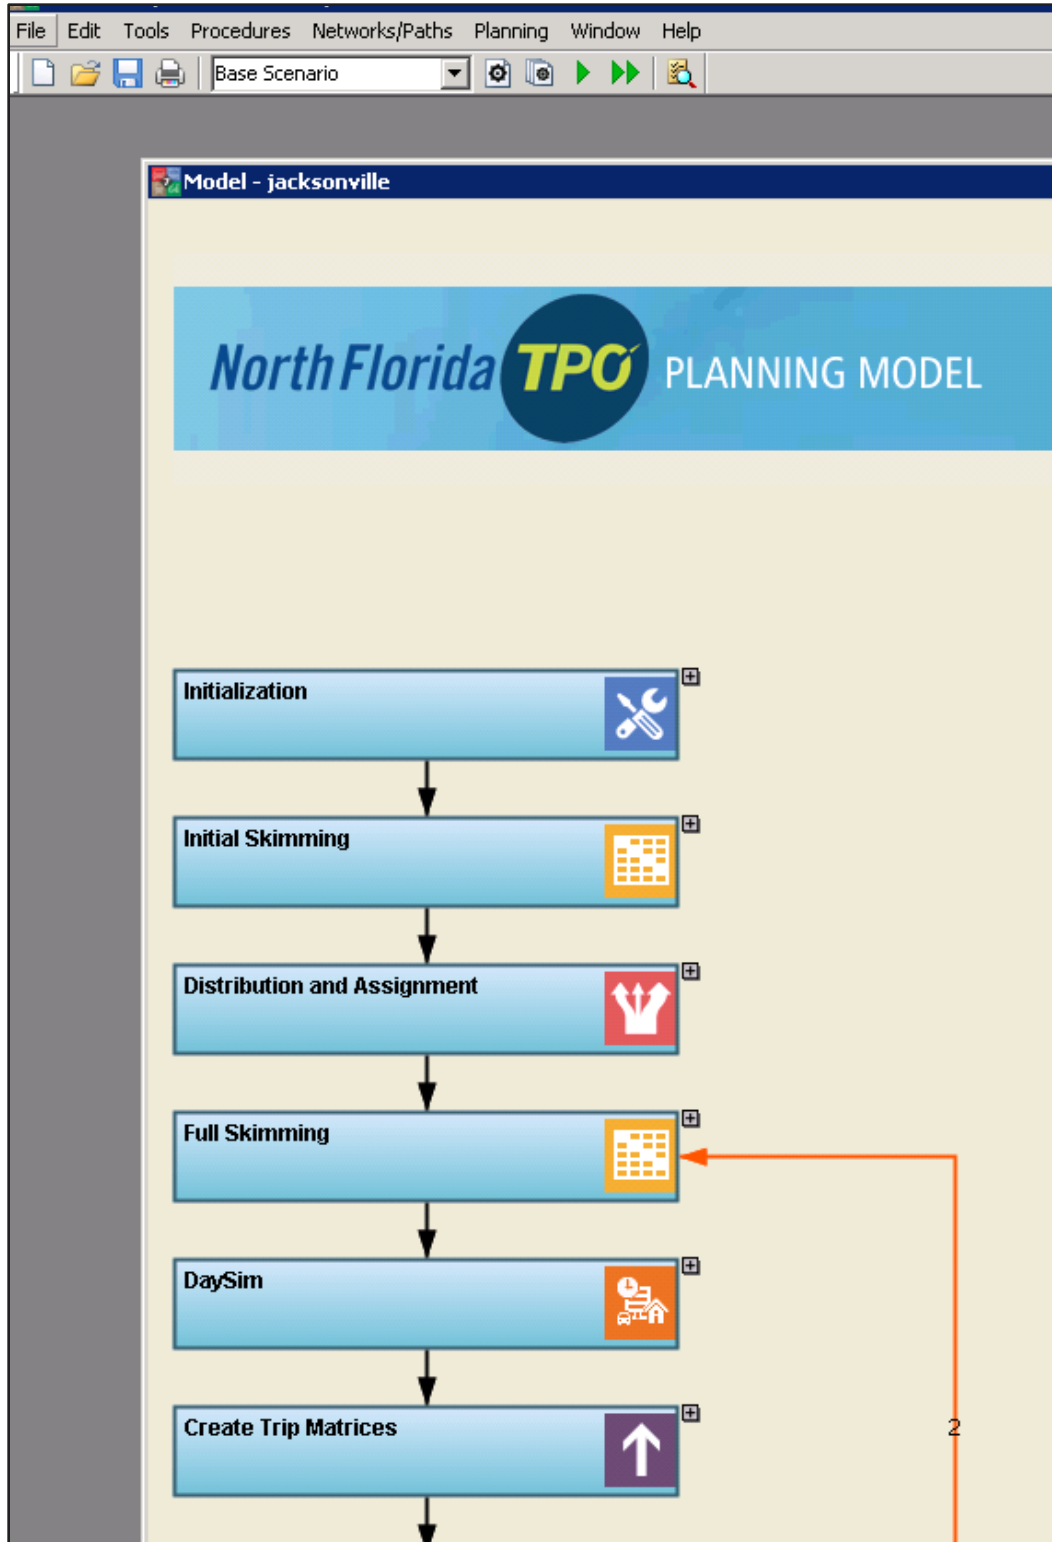 File Edit Tools Procedures Networks/Paths Planning Window Help
Base Scenario
Model - jacksonville
North Florida TPO PLANNING MODEL
Initialization
Initial Skimming
Distribution and Assignment
Full Skimming
DaySim
Create Trip Matrices
2